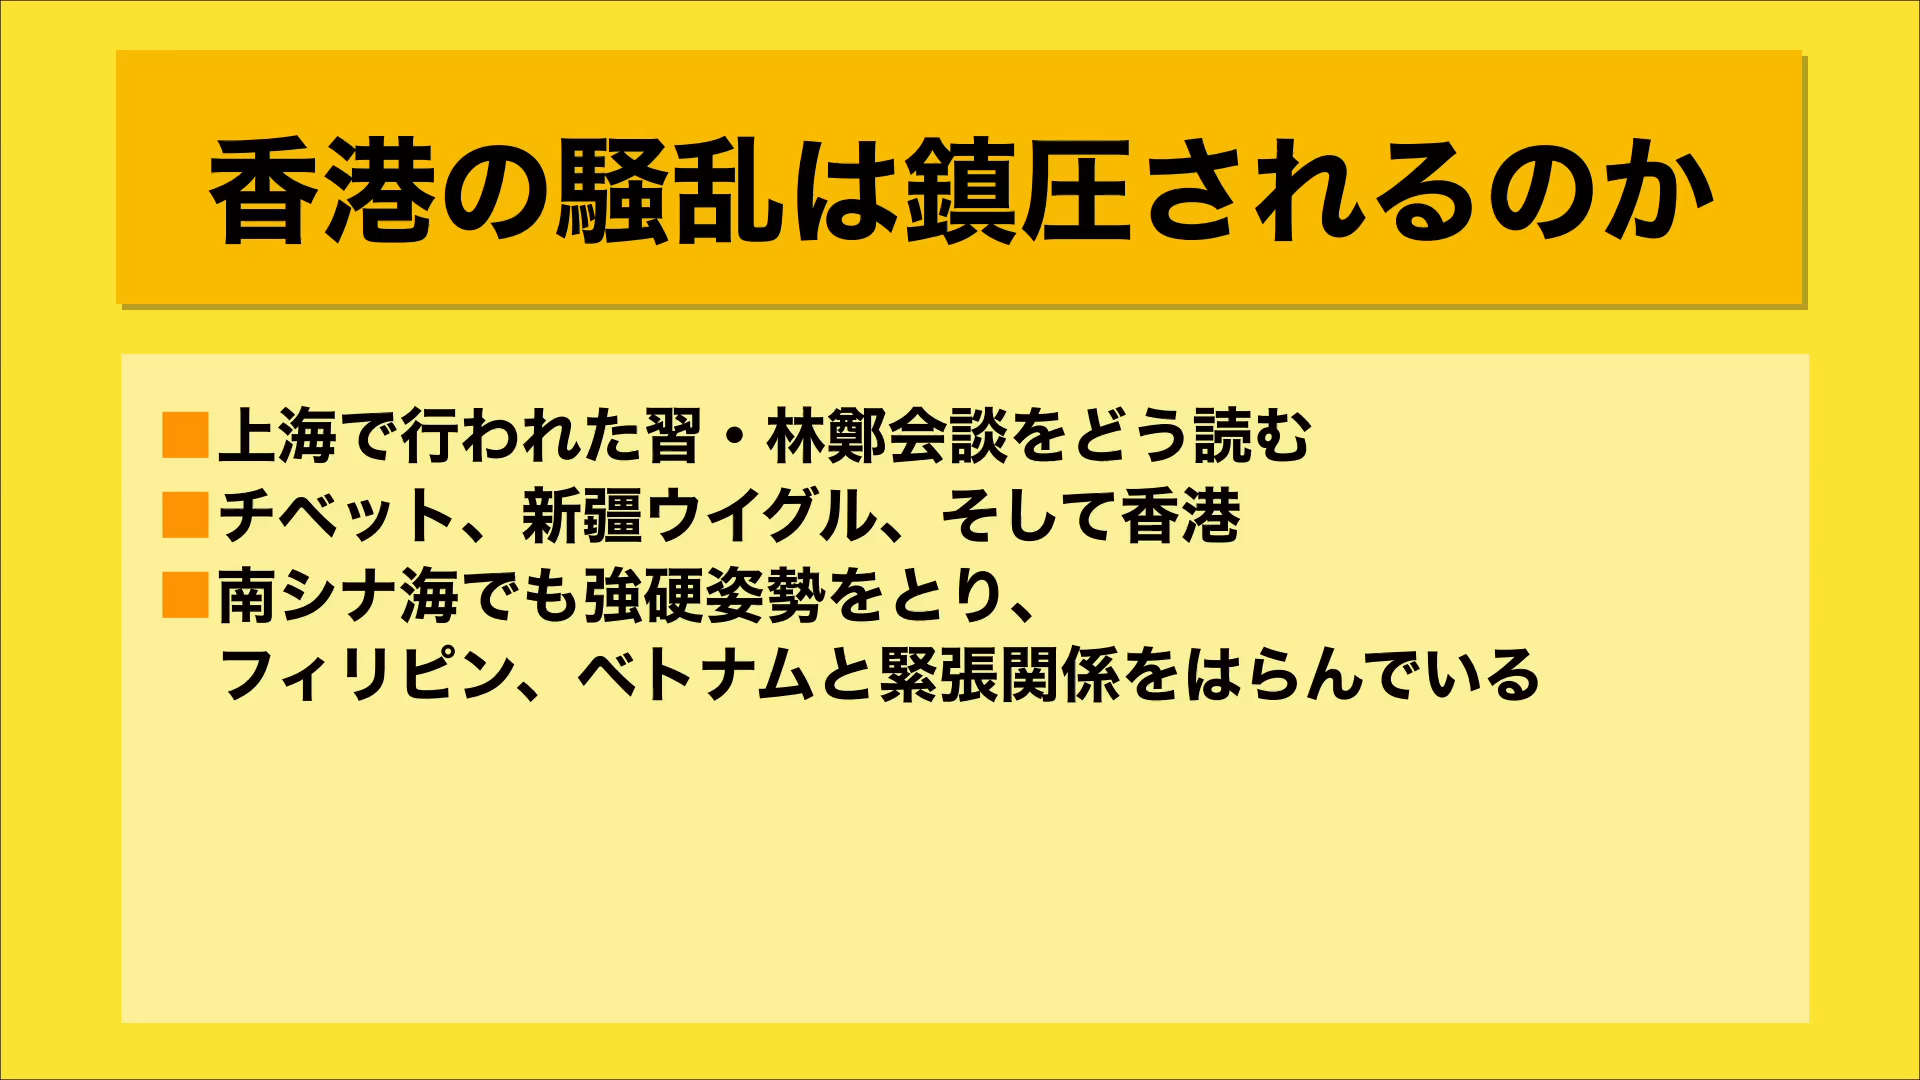 香港の騒乱は鎮圧されるのか
■上海で行われた習・林鄭会談をどう読む
■チベット、新疆ウイグル、そして香港
■南シナ海でも強硬姿勢をとり、
フィリピン、ベトナムと緊張関係をはらんでいる